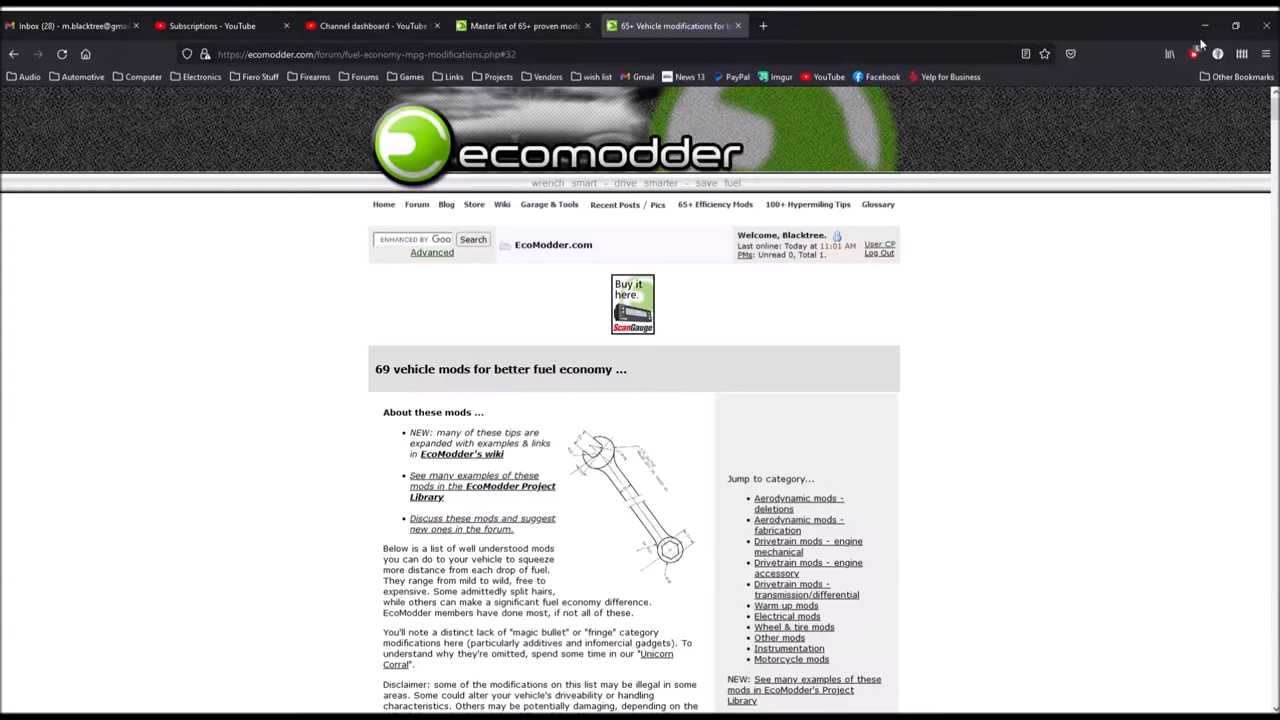 Inbox (28) - m.blacktree@gma
Subscriptions - YouTube
Channel dashboard - YouTube
Master list of 65+ proven mod
65+ Vehicle modifications for b
https://ecomodder.com/forum/fuel-economy-mpg-modifications.php#32
Audio Automotive Computer Electronics Fiero Stuff Firearms Forums Games Links Projects Vendors wish list Gmail News 13 PayPal Imgur YouTube Facebook Yelp for Business Other Bookmarks
ecomodder
wrench smart - drive smarter - save fuel.
Home Forum Blog Store Wiki Garage & Tools Recent Posts / Pics 65+ Efficiency Mods 100+ Hypermiling Tips Glossary
ENHANCED BY Goo Search
Advanced
EcoModder.com
Welcome, Blacktree.
Last online: Today at 11:01 AM
PMs: Unread 0, Total 1.
User CP
Log Out
Buy it
here.
ScanGauge
69 vehicle mods for better fuel economy ...
About these mods ...
• NEW: many of these tips are
expanded with examples & links
in EcoModder's wiki
• See many examples of these
mods in the EcoModder Project
Library
• Discuss these mods and suggest
new ones in the forum.
Below is a list of well understood mods
you can do to your vehicle to squeeze
more distance from each drop of fuel.
They range from mild to wild, free to
expensive. Some admittedly split hairs,
while others can make a significant fuel economy difference.
EcoModder members have done most, if not all of these.
You'll note a distinct lack of "magic bullet" or "fringe" category
modifications here (particularly additives and infomercial gadgets). To
understand why they're omitted, spend some time in our "Unicorn
Corral".
Disclaimer: some of the modifications on this list may be illegal in some
areas. Some could alter your vehicle's driveability or handling
characteristics. Others may be potentially damaging, depending on the
Jump to category...
• Aerodynamic mods -
deletions
• Aerodynamic mods -
fabrication
• Drivetrain mods - engine
mechanical
• Drivetrain mods - engine
accessory
• Drivetrain mods -
transmission/differential
• Warm up mods
• Electrical mods
• Wheel & tire mods
• Other mods
• Instrumentation
• Motorcycle mods
NEW: See many examples of these
mods in EcoModder's Project
Library